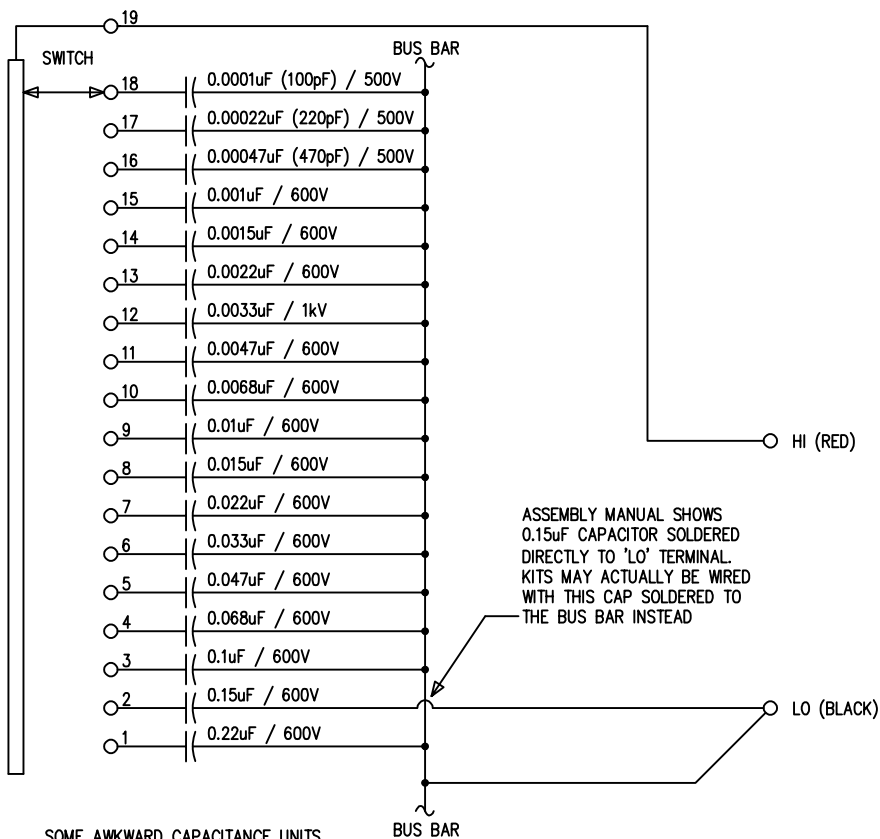 19
SWITCH
BUS BAR
18 0.0001uF (100pF) / 500V
17 0.00022uF (220pF) / 500V
16 0.00047uF (470pF) / 500V
15 0.001uF / 600V
14 0.0015uF / 600V
13 0.0022uF / 600V
12 0.0033uF / 1kV
11 0.0047uF / 600V
10 0.0068uF / 600V
9 0.01uF / 600V
HI (RED)
8 0.015uF / 600V
7 0.022uF / 600V
6 0.033uF / 600V
5 0.047uF / 600V
4 0.068uF / 600V
3 0.1uF / 600V
2 0.15uF / 600V
1 0.22uF / 600V
ASSEMBLY MANUAL SHOWS
0.15uF CAPACITOR SOLDERED
DIRECTLY TO 'LO' TERMINAL.
KITS MAY ACTUALLY BE WIRED
WITH THIS CAP SOLDERED TO
THE BUS BAR INSTEAD
LO (BLACK)
BUS BAR
SOME AWKWARD CAPACITANCE UNITS